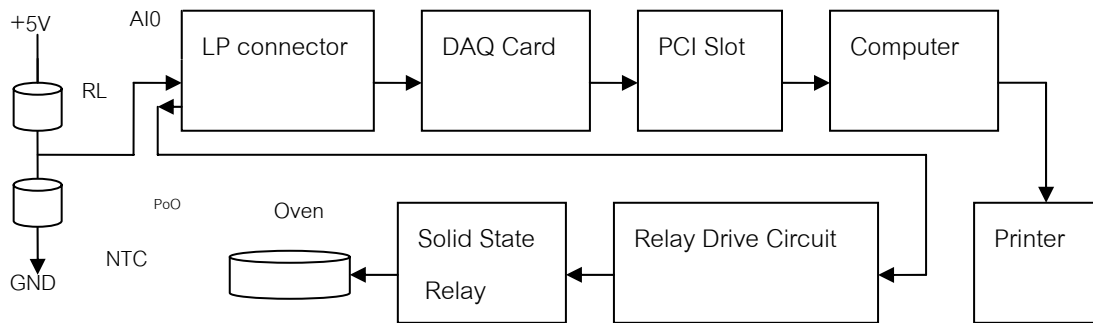 +5V
AI0
LP connector
DAQ Card
PCI Slot
Computer
RL
PoO
Oven
Solid State
Relay
Relay Drive Circuit
Printer
NTC
GND